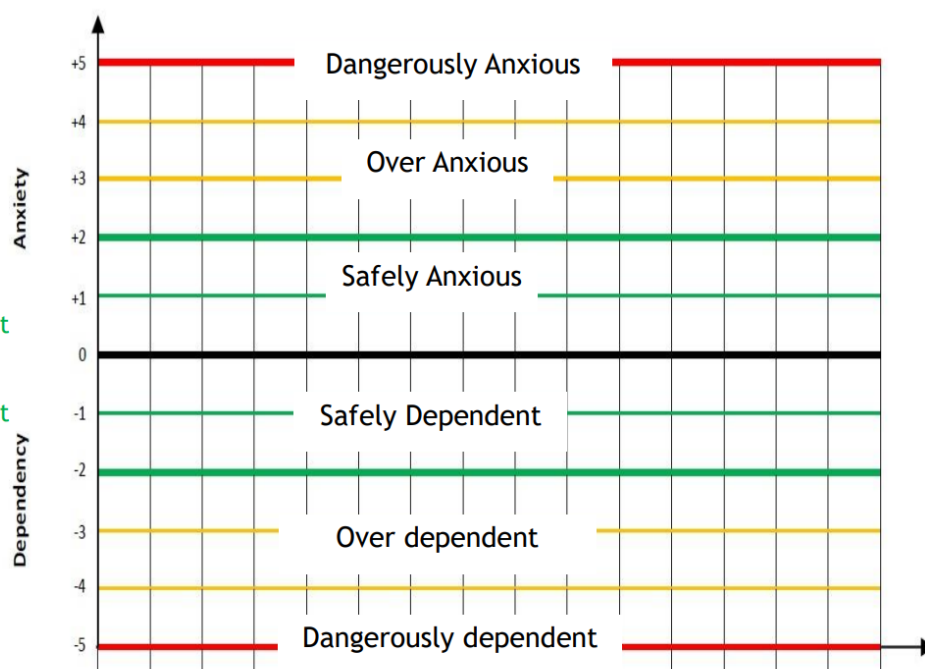 +5
Dangerously Anxious
+4
Over Anxious
+3
Anxiety
+2
Safely Anxious
+1
t
0
-1
t
Safely Dependent
Dependency
-2
-3
Over dependent
-4
Dangerously dependent
-5